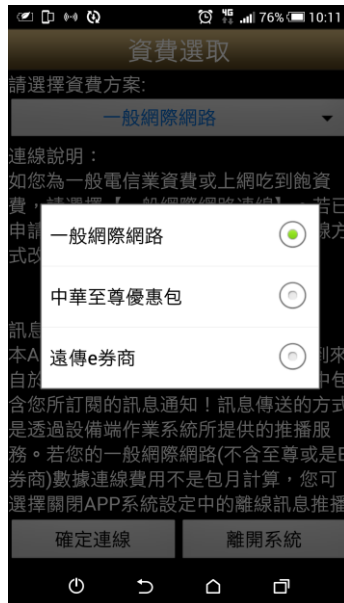 4G 76% 10:11
資費選取
請選擇資費方案:
一般網際網路
連線說明：
如您為一般電信業資費或上網吃到飽資
費，請選擇【一般網際網路連線】。若已
申請
式改
一般網際網路
中華至尊優惠包
遠傳e券商
訊息
本A 到來
自於 中包
含您所訂閱的訊息通知！訊息傳送的方式
是透過設備端作業系統所提供的推播服
務。若您的一般網際網路(不含至尊或是E
券商)數據連線費用不是包月計算，您可
選擇關閉APP系統設定中的離線訊息推播
確定連線 離開系統